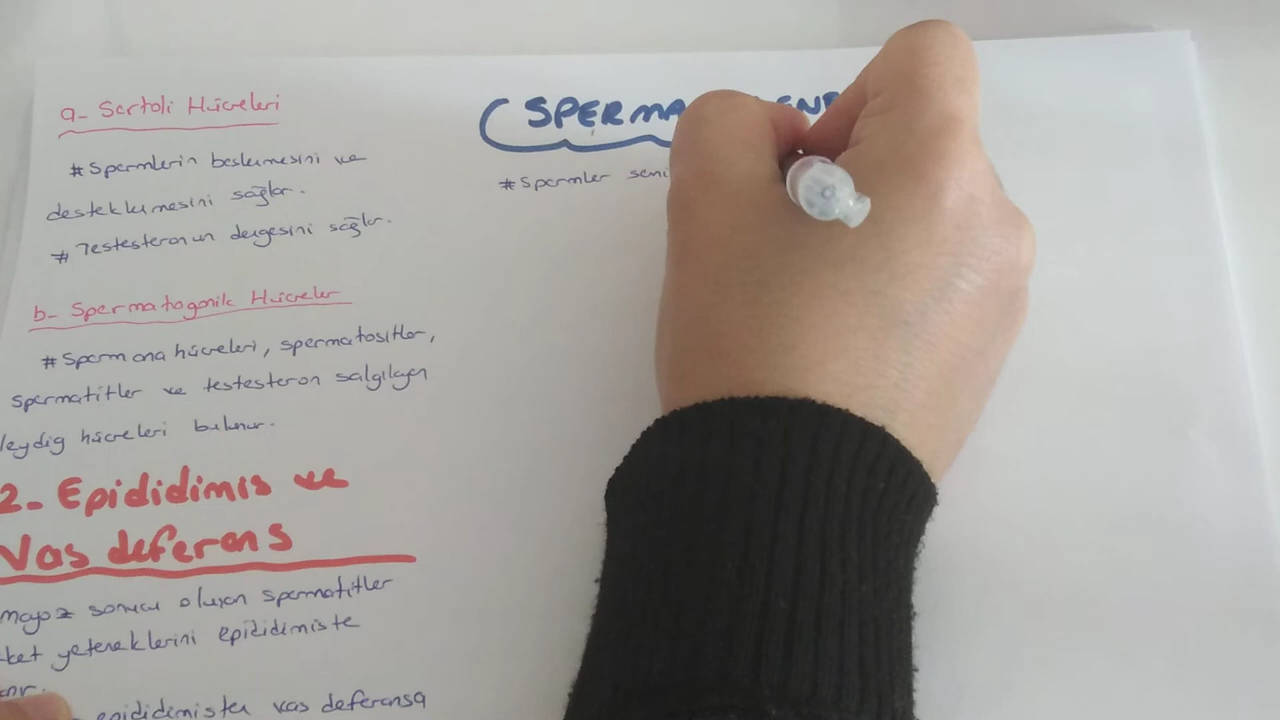 a- Sertoli Hücreleri
# Spermlerin beslenmesini ve
desteklenmesini sağlar.
# Testesteronun dengesini sağlar.
b- Spermatogonik Hücreler
# Sperm ana hücreleri, spermatositler,
spermatitler ve testesteron salgılayan
leydig hücreleri bulunur.
2- Epididimis ve
Vas deferens
mayoz sonucu oluşan spermatitler
ket yeteneklerini epididimiste
epididimisten vas deferensa
SPERMA
# Spermler semi